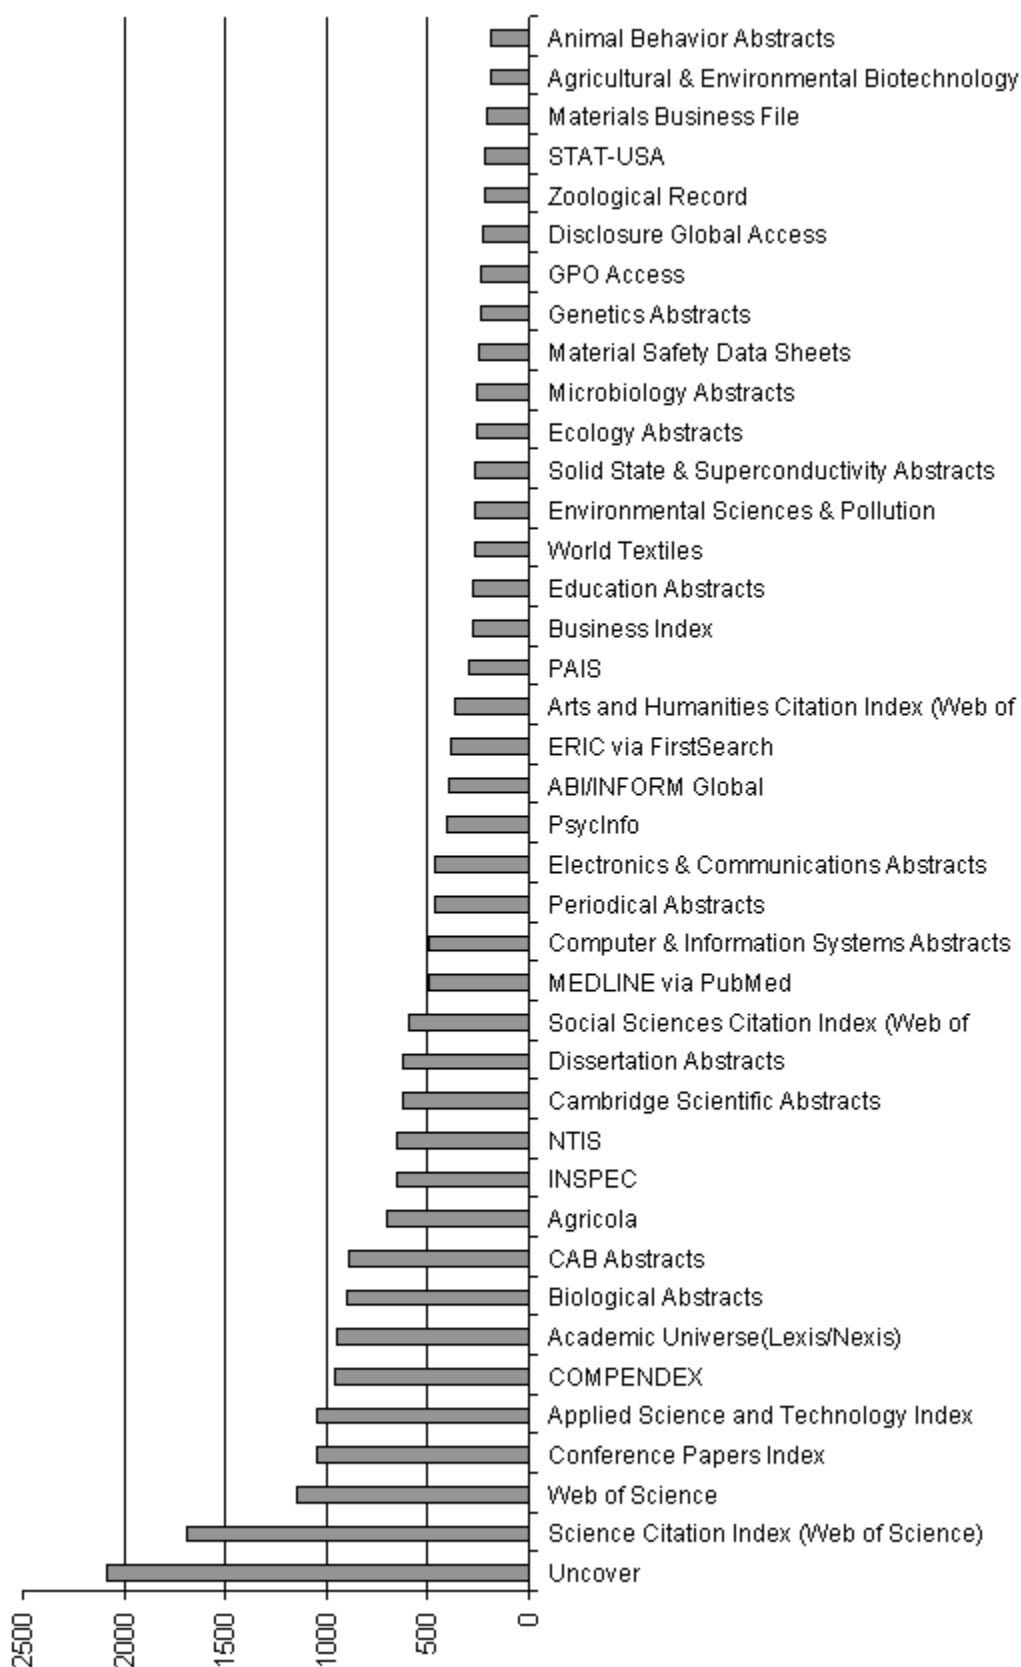 Animal Behavior Abstracts
Agricultural & Environmental Biotechnology
Materials Business File
STAT-USA
Zoological Record
Disclosure Global Access
GPO Access
Genetics Abstracts
Material Safety Data Sheets
Microbiology Abstracts
Ecology Abstracts
Solid State & Superconductivity Abstracts
Environmental Sciences & Pollution
World Textiles
Education Abstracts
Business Index
PAIS
Arts and Humanities Citation Index (Web of
ERIC via FirstSearch
ABI/INFORM Global
PsycInfo
Electronics & Communications Abstracts
Periodical Abstracts
Computer & Information Systems Abstracts
MEDLINE via PubMed
Social Sciences Citation Index (Web of
Dissertation Abstracts
Cambridge Scientific Abstracts
NTIS
INSPEC
Agricola
CAB Abstracts
Biological Abstracts
Academic Universe(Lexis/Nexis)
COMPENDEX
Applied Science and Technology Index
Conference Papers Index
Web of Science
Science Citation Index (Web of Science)
Uncover
2500
2000
1500
1000
500
0